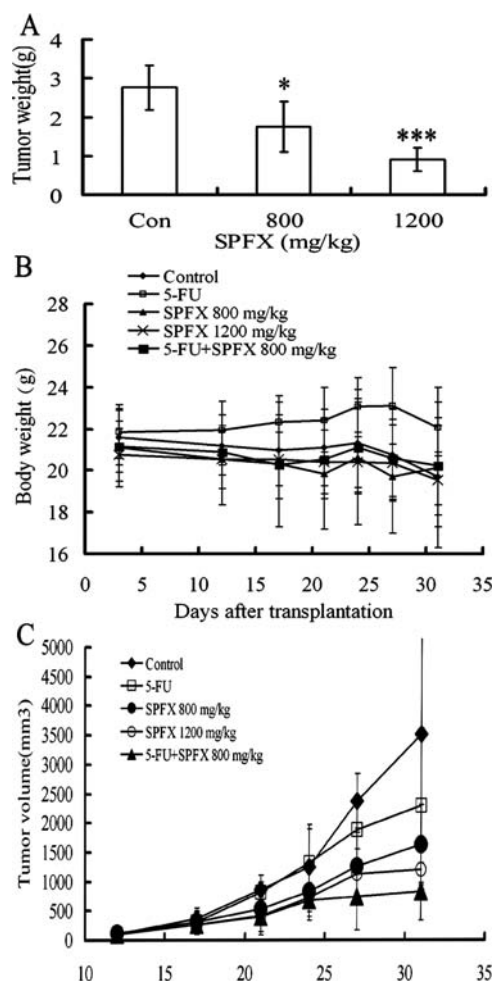 A
Tumor weight(g)
4
3
2
1
0
*
***
Con 800 1200
SPFX (mg/kg)
B
Control
5-FU
SPFX 800 mg/kg
SPFX 1200 mg/kg
5-FU+SPFX 800 mg/kg
Body weight (g)
28
26
24
22
20
18
16
0 5 10 15 20 25 30 35
Days after transplantation
C
Control
5-FU
SPFX 800 mg/kg
SPFX 1200 mg/kg
5-FU+SPFX 800 mg/kg
Tumor volume(mm3)
5000
4500
4000
3500
3000
2500
2000
1500
1000
500
0
10 15 20 25 30 35